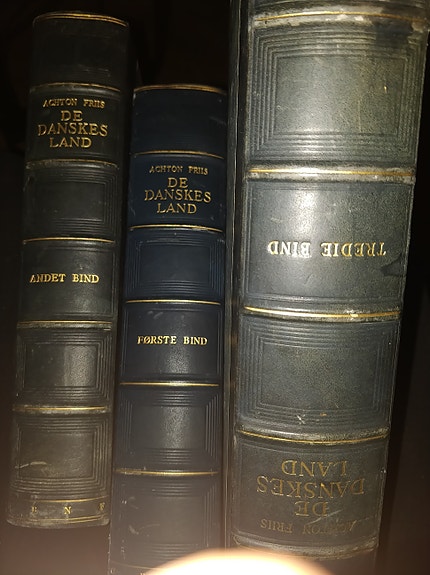 ACHTON FRIIS
DE
DANSKES
LAND
ANDET BIND
ACHTON FRIIS
DE
DANSKES
LAND
FØRSTE BIND
ACHTON FRIIS
DE
DANSKES
LAND
TREDIE BIND